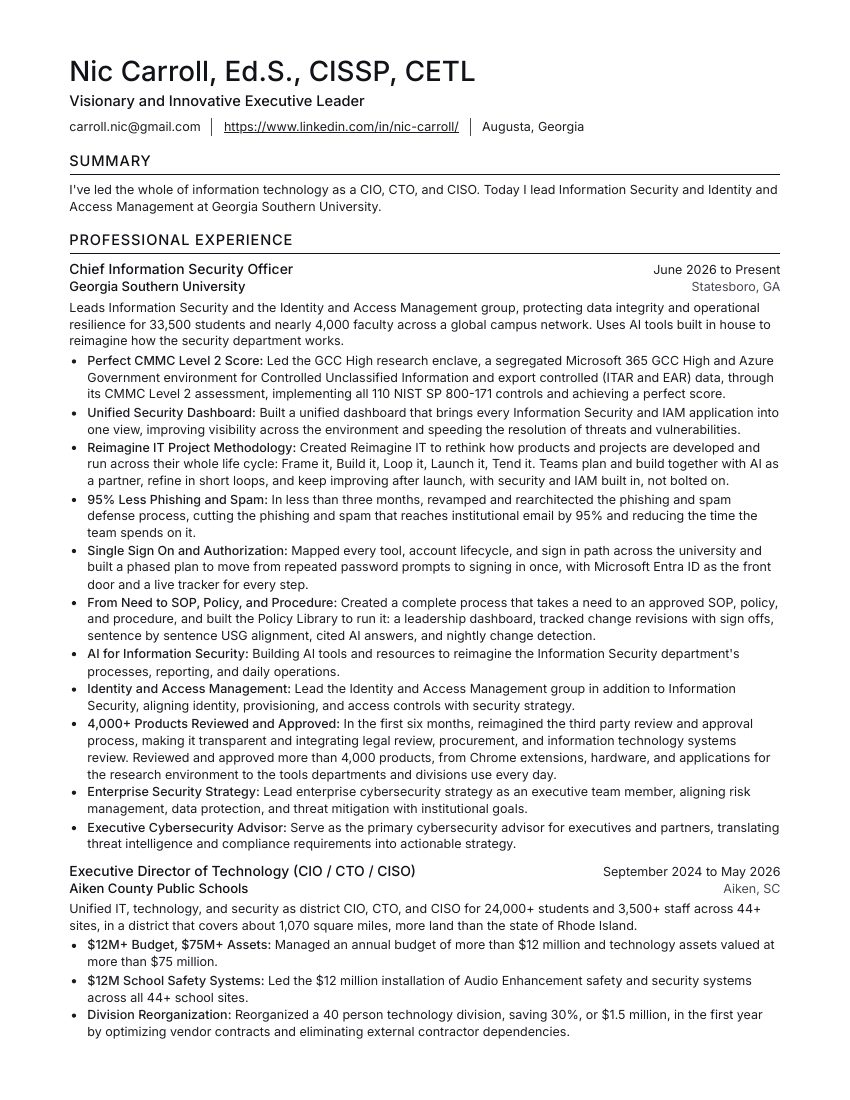 Nic Carroll, Ed.S., CISSP, CETL
Visionary and Innovative Executive Leader
carroll.nic@gmail.com | https://www.linkedin.com/in/nic-carroll/ | Augusta, Georgia
SUMMARY
I've led the whole of information technology as a CIO, CTO, and CISO. Today I lead Information Security and Identity and
Access Management at Georgia Southern University.
PROFESSIONAL EXPERIENCE
Chief Information Security Officer June 2026 to Present
Georgia Southern University Statesboro, GA
Leads Information Security and the Identity and Access Management group, protecting data integrity and operational
resilience for 33,500 students and nearly 4,000 faculty across a global campus network. Uses AI tools built in house to
reimagine how the security department works.
• Perfect CMMC Level 2 Score: Led the GCC High research enclave, a segregated Microsoft 365 GCC High and Azure
Government environment for Controlled Unclassified Information and export controlled (ITAR and EAR) data, through
its CMMC Level 2 assessment, implementing all 110 NIST SP 800-171 controls and achieving a perfect score.
• Unified Security Dashboard: Built a unified dashboard that brings every Information Security and IAM application into
one view, improving visibility across the environment and speeding the resolution of threats and vulnerabilities.
• Reimagine IT Project Methodology: Created Reimagine IT to rethink how products and projects are developed and
run across their whole life cycle: Frame it, Build it, Loop it, Launch it, Tend it. Teams plan and build together with AI as
a partner, refine in short loops, and keep improving after launch, with security and IAM built in, not bolted on.
• 95% Less Phishing and Spam: In less than three months, revamped and rearchitected the phishing and spam
defense process, cutting the phishing and spam that reaches institutional email by 95% and reducing the time the
team spends on it.
• Single Sign On and Authorization: Mapped every tool, account lifecycle, and sign in path across the university and
built a phased plan to move from repeated password prompts to signing in once, with Microsoft Entra ID as the front
door and a live tracker for every step.
• From Need to SOP, Policy, and Procedure: Created a complete process that takes a need to an approved SOP, policy,
and procedure, and built the Policy Library to run it: a leadership dashboard, tracked change revisions with sign offs,
sentence by sentence USG alignment, cited AI answers, and nightly change detection.
• AI for Information Security: Building AI tools and resources to reimagine the Information Security department's
processes, reporting, and daily operations.
• Identity and Access Management: Lead the Identity and Access Management group in addition to Information
Security, aligning identity, provisioning, and access controls with security strategy.
• 4,000+ Products Reviewed and Approved: In the first six months, reimagined the third party review and approval
process, making it transparent and integrating legal review, procurement, and information technology systems
review. Reviewed and approved more than 4,000 products, from Chrome extensions, hardware, and applications for
the research environment to the tools departments and divisions use every day.
• Enterprise Security Strategy: Lead enterprise cybersecurity strategy as an executive team member, aligning risk
management, data protection, and threat mitigation with institutional goals.
• Executive Cybersecurity Advisor: Serve as the primary cybersecurity advisor for executives and partners, translating
threat intelligence and compliance requirements into actionable strategy.
Executive Director of Technology (CIO / CTO / CISO) September 2024 to May 2026
Aiken County Public Schools Aiken, SC
Unified IT, technology, and security as district CIO, CTO, and CISO for 24,000+ students and 3,500+ staff across 44+
sites, in a district that covers about 1,070 square miles, more land than the state of Rhode Island.
• $12M+ Budget, $75M+ Assets: Managed an annual budget of more than $12 million and technology assets valued at
more than $75 million.
• $12M School Safety Systems: Led the $12 million installation of Audio Enhancement safety and security systems
across all 44+ school sites.
• Division Reorganization: Reorganized a 40 person technology division, saving 30%, or $1.5 million, in the first year
by optimizing vendor contracts and eliminating external contractor dependencies.